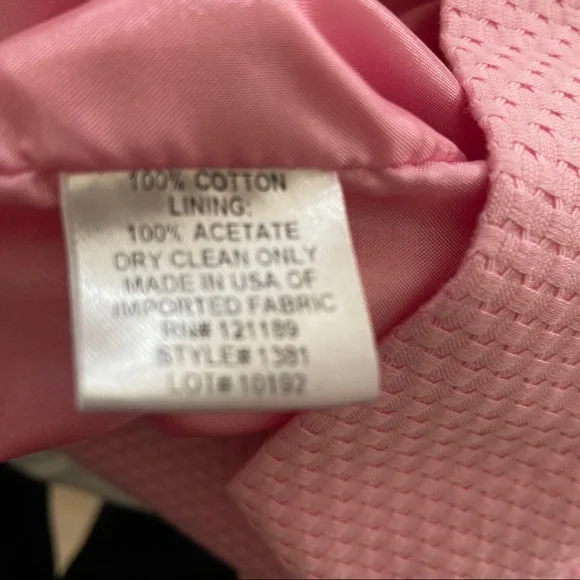 100% COTTON
LINING:
100% ACETATE
DRY CLEAN ONLY
MADE IN USA OF
IMPORTED FABRIC
RN# 121189
STYLE# 1381
LOT# 10192